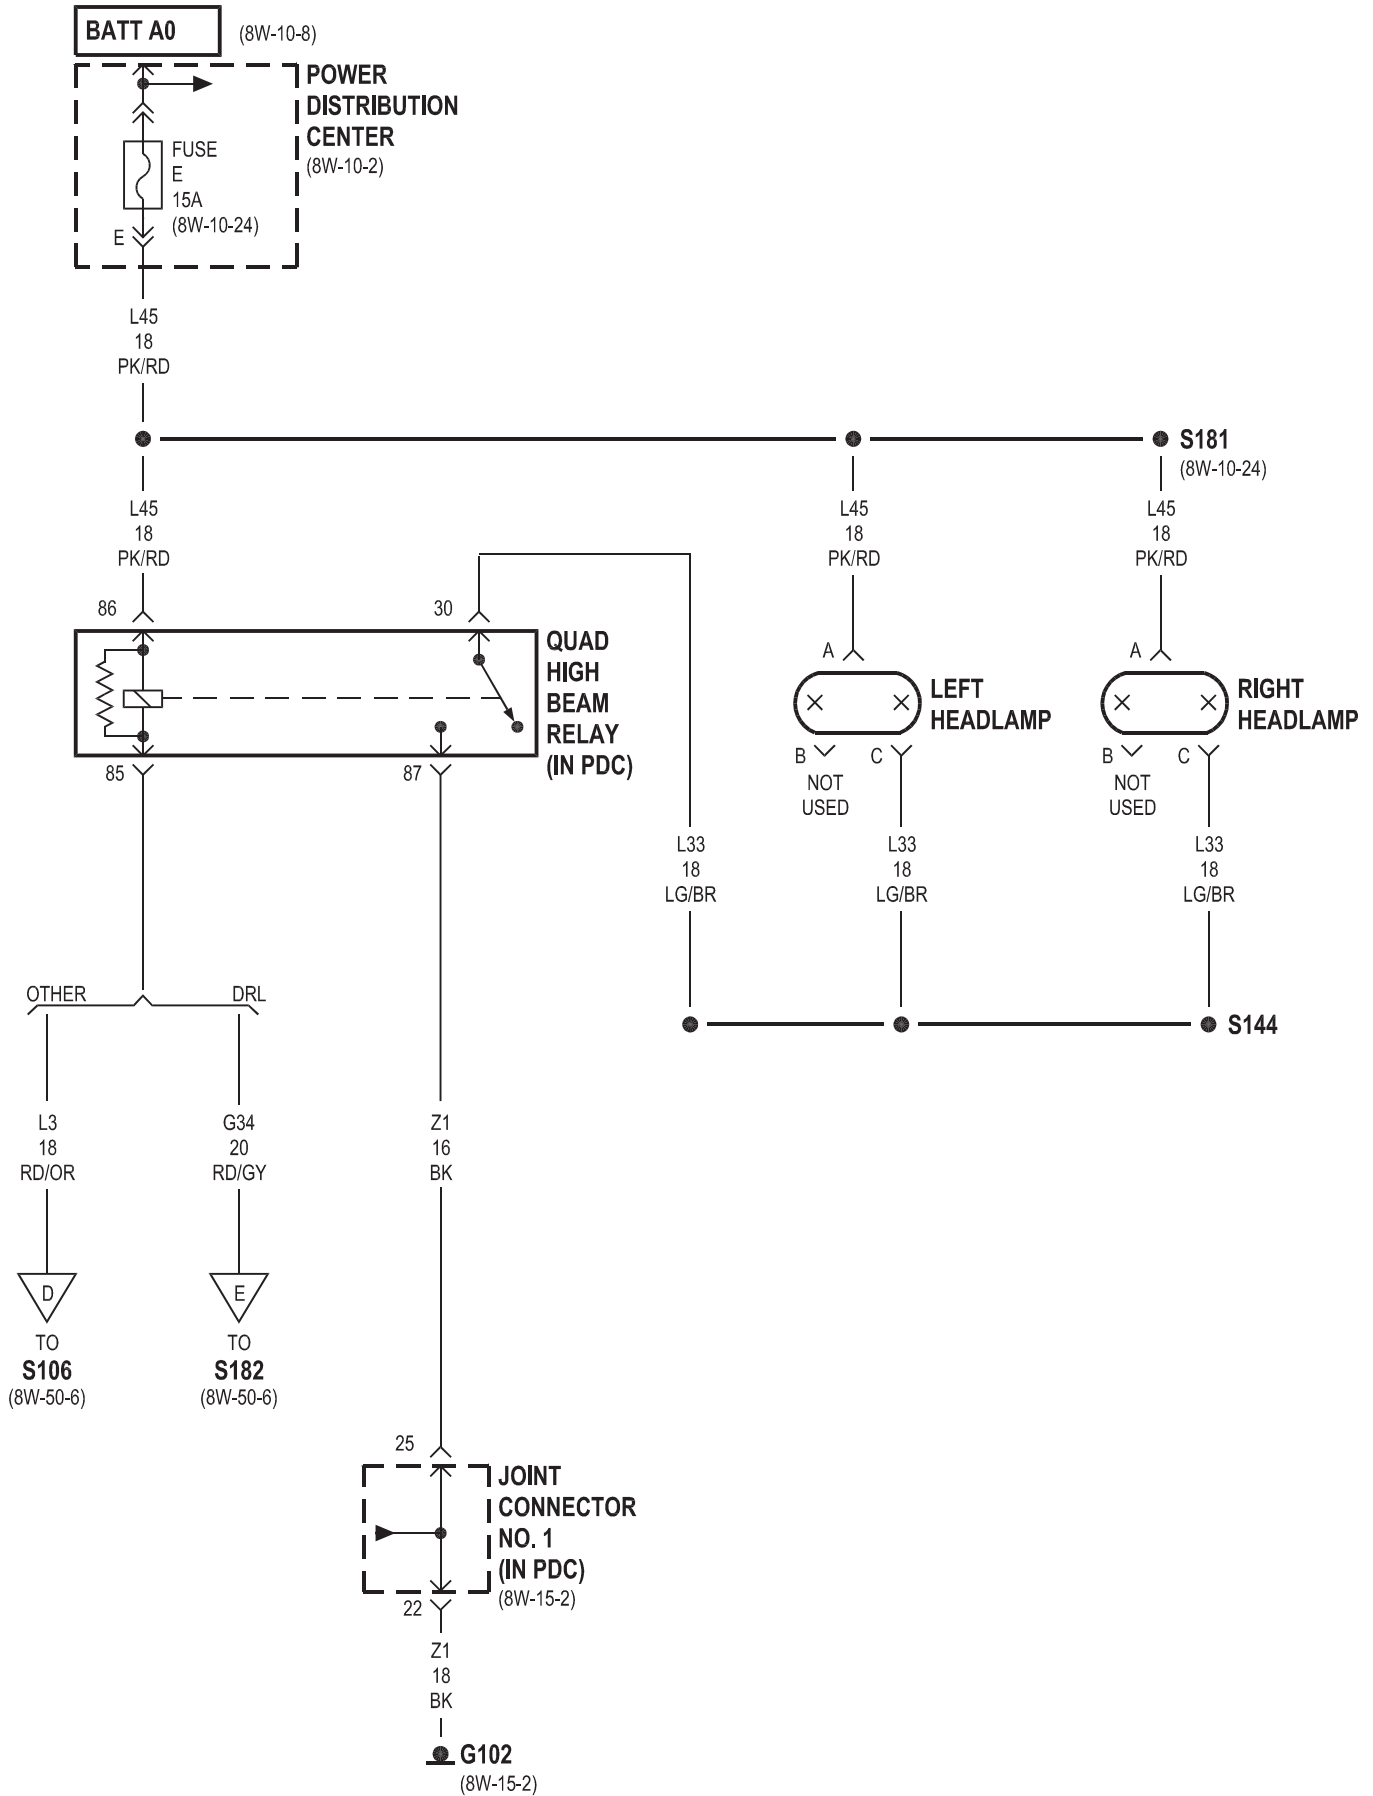 BATT A0
(8W-10-8)
POWER
DISTRIBUTION
CENTER
(8W-10-2)
FUSE
E
15A
(8W-10-24)
E
L45
18
PK/RD
S181
(8W-10-24)
L45
18
PK/RD
L45
18
PK/RD
L45
18
PK/RD
86
30
QUAD
HIGH
BEAM
RELAY
(IN PDC)
85
87
A
LEFT
HEADLAMP
B
C
NOT
USED
A
RIGHT
HEADLAMP
B
C
NOT
USED
L33
18
LG/BR
L33
18
LG/BR
L33
18
LG/BR
S144
OTHER
DRL
L3
18
RD/OR
G34
20
RD/GY
Z1
16
BK
D
TO
S106
(8W-50-6)
E
TO
S182
(8W-50-6)
25
JOINT
CONNECTOR
NO. 1
(IN PDC)
(8W-15-2)
22
Z1
18
BK
G102
(8W-15-2)